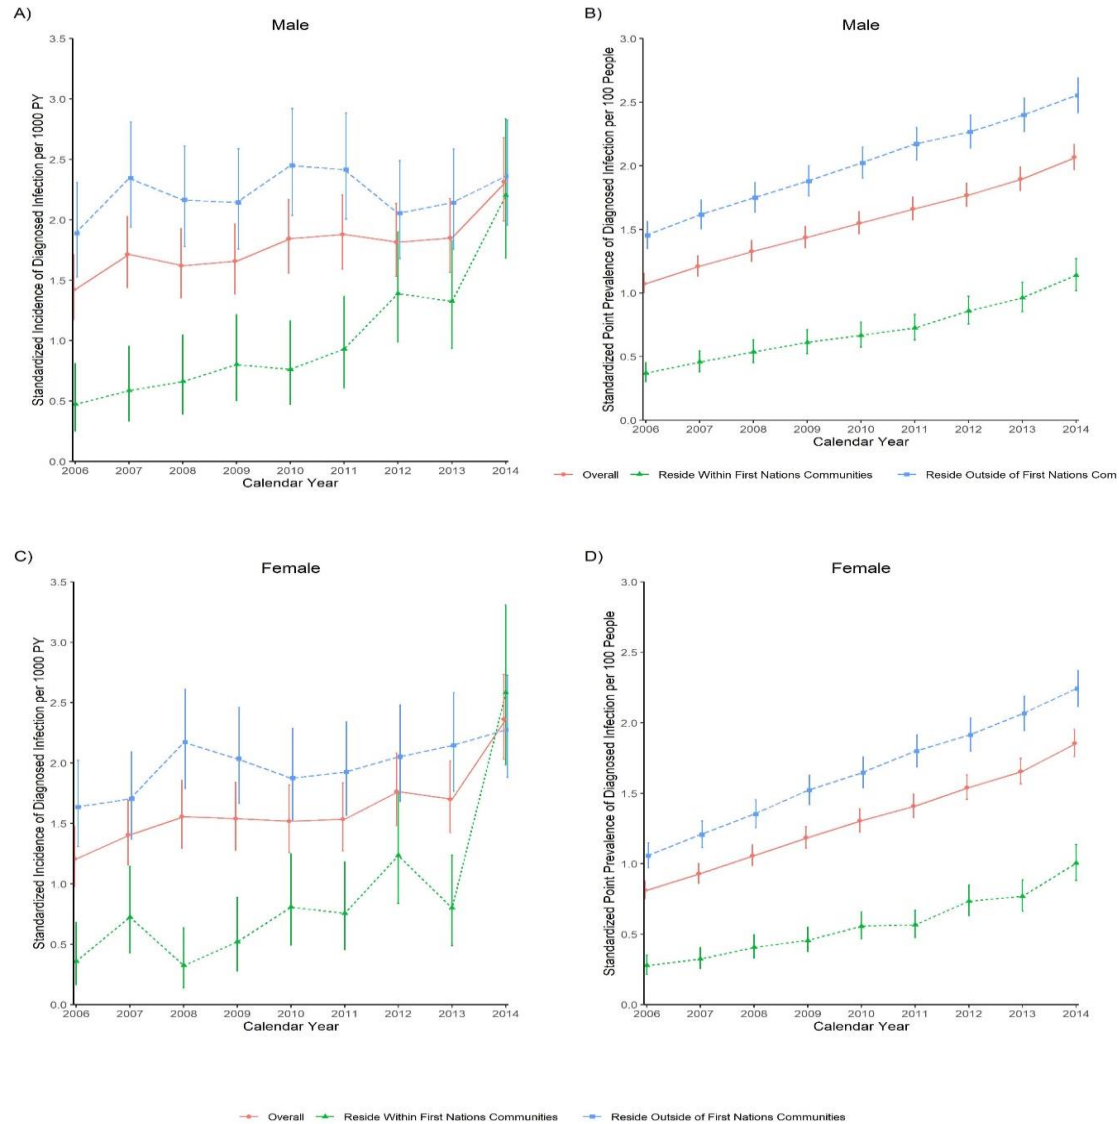 A)
Male
Standardized Incidence of Diagnosed Infection per 1000 PY
3.5
3.0
2.5
2.0
1.5
1.0
0.5
0.0
2006 2007 2008 2009 2010 2011 2012 2013 2014
Calendar Year
B)
Male
Standardized Point Prevalence of Diagnosed Infection per 100 People
3.0
2.5
2.0
1.5
1.0
0.5
0.0
2006 2007 2008 2009 2010 2011 2012 2013 2014
Calendar Year
Overall Reside Within First Nations Communities Reside Outside of First Nations Com
C)
Female
Standardized Incidence of Diagnosed Infection per 1000 PY
3.5
3.0
2.5
2.0
1.5
1.0
0.5
0.0
2006 2007 2008 2009 2010 2011 2012 2013 2014
Calendar Year
D)
Female
Standardized Point Prevalence of Diagnosed Infection per 100 People
3.0
2.5
2.0
1.5
1.0
0.5
0.0
2006 2007 2008 2009 2010 2011 2012 2013 2014
Calendar Year
Overall Reside Within First Nations Communities Reside Outside of First Nations Communities